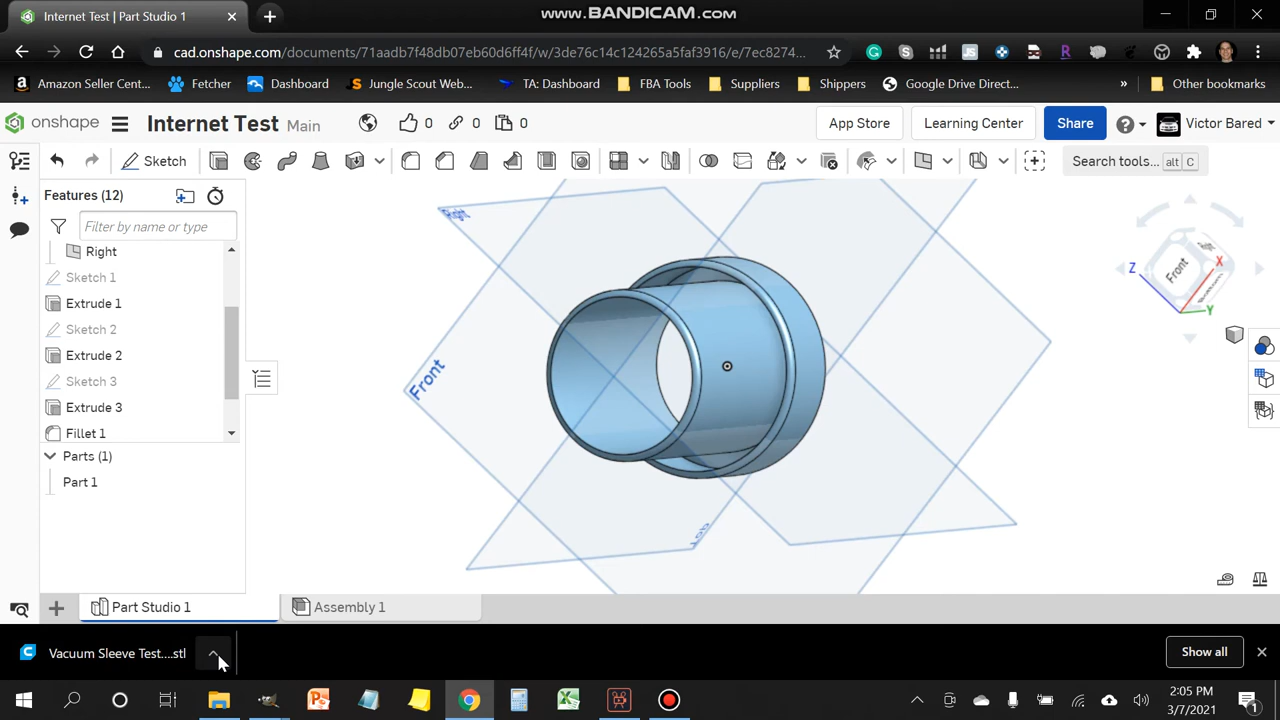 Internet Test | Part Studio 1
www.BANDICAM.com
cad.onshape.com/documents/71aadb7f48db07eb60d6ff4f/w/3de76c14c124265a5faf3916/e/7ec8274...
Amazon Seller Cent...
Fetcher
Dashboard
Jungle Scout Web...
TA: Dashboard
FBA Tools
Suppliers
Shippers
Google Drive Direct...
»
Other bookmarks
onshape
Internet Test Main
0
0
0
App Store
Learning Center
Share
Victor Bared
Sketch
Search tools... alt C
Features (12)
Filter by name or type
Right
Sketch 1
Extrude 1
Sketch 2
Extrude 2
Sketch 3
Extrude 3
Fillet 1
Parts (1)
Part 1
Front
Z
Front
X
Y
Part Studio 1
Assembly 1
Vacuum Sleeve Test....stl
Show all
2:05 PM
3/7/2021
1